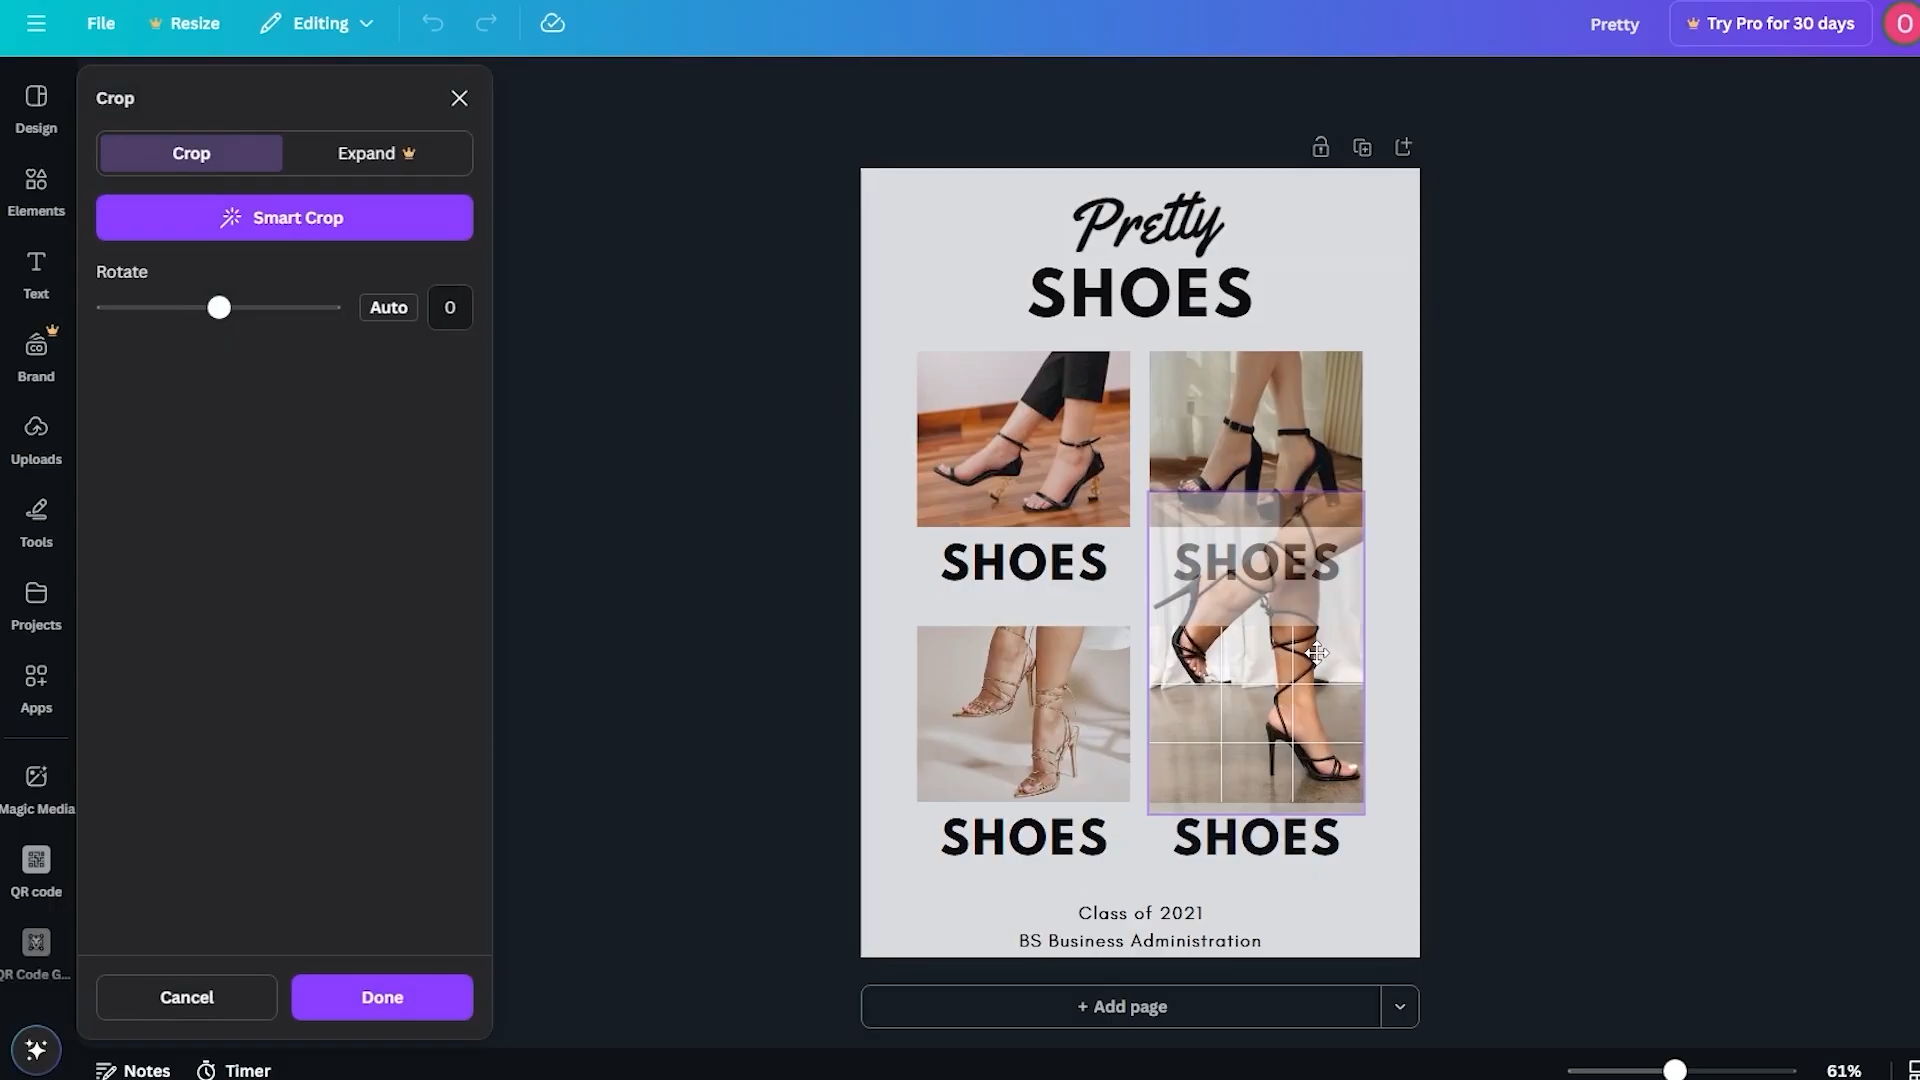 File
Resize
Editing
Pretty
Try Pro for 30 days
O
Design
Elements
Text
Brand
CO
Uploads
Tools
Projects
Apps
Magic Media
QR code
QR Code G...
Crop
Crop
Expand
Smart Crop
Rotate
Auto
0
Cancel
Done
Pretty
SHOES
SHOES
SHOES
SHOES
SHOES
Class of 2021
BS Business Administration
+ Add page
Notes
Timer
61%